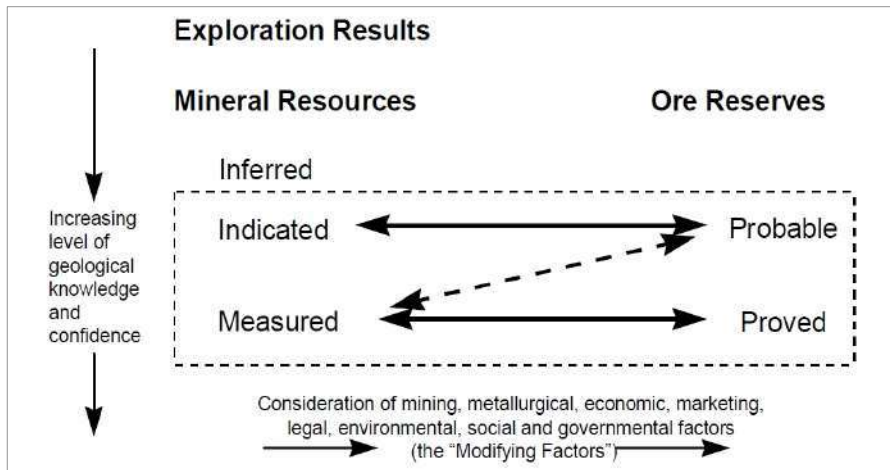 Exploration Results
Mineral Resources
Ore Reserves
Inferred
Indicated
Probable
Measured
Proved
Increasing
level of
geological
knowledge
and
confidence
Consideration of mining, metallurgical, economic, marketing,
legal, environmental, social and governmental factors
(the “Modifying Factors”)